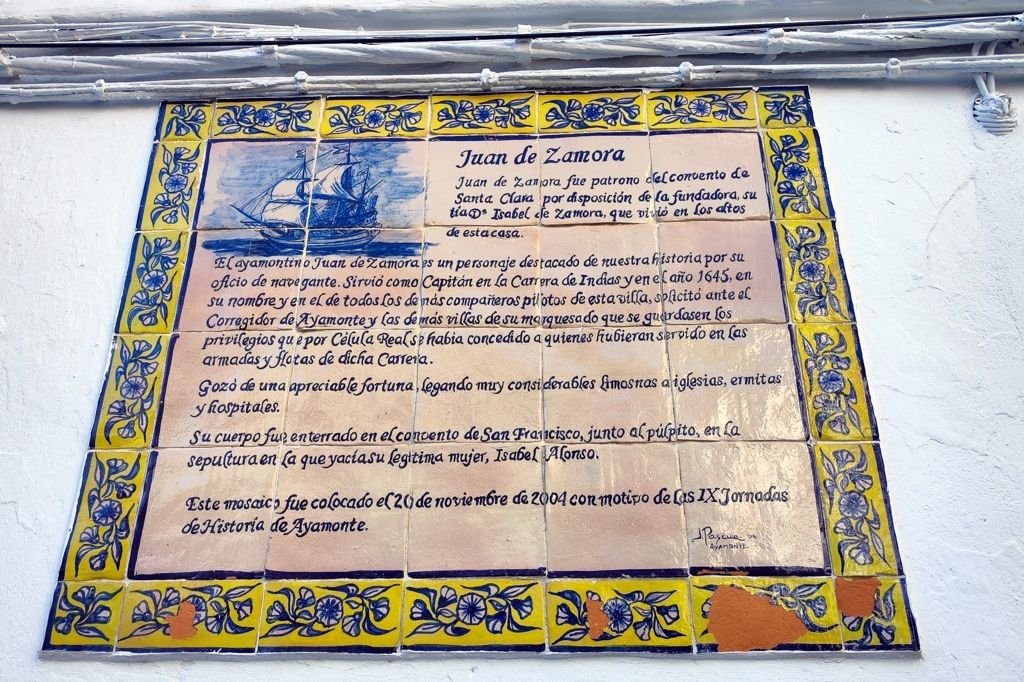 Juan de Zamora
Juan de Zamora fue patrono del convento de
Santa Clara por disposición de la fundadora, su
tía Dª Isabel de Zamora, que vivió en los altos
de esta casa.
El ayamontino Juan de Zamora es un personaje destacado de nuestra historia por su
oficio de navegante. Sirvió como Capitán en la Carrera de Indias y en el año 1645, en
su nombre y en el de todos los demás compañeros pilotos de esta villa, solicitó ante el
Corregidor de Ayamonte y las demás villas de su marquesado que se guardasen los
privilegios que por Célula Real se habia concedido a quienes hubieran servido en las
armadas y flotas de dicha Carrera.
Gozó de una apreciable fortuna, legando muy considerables limosnas a iglesias, ermitas
y hospitales.
Su cuerpo fue enterrado en el convento de San Francisco, junto al púlpito, en la
sepultura en la que yacía su legitima mujer, Isabel Alonso.
Este mosaico fue colocado el 20 de noviembre de 2004 con motivo de las IX Jornadas
de Historia de Ayamonte.
J. Pascua
AYAMONTE.